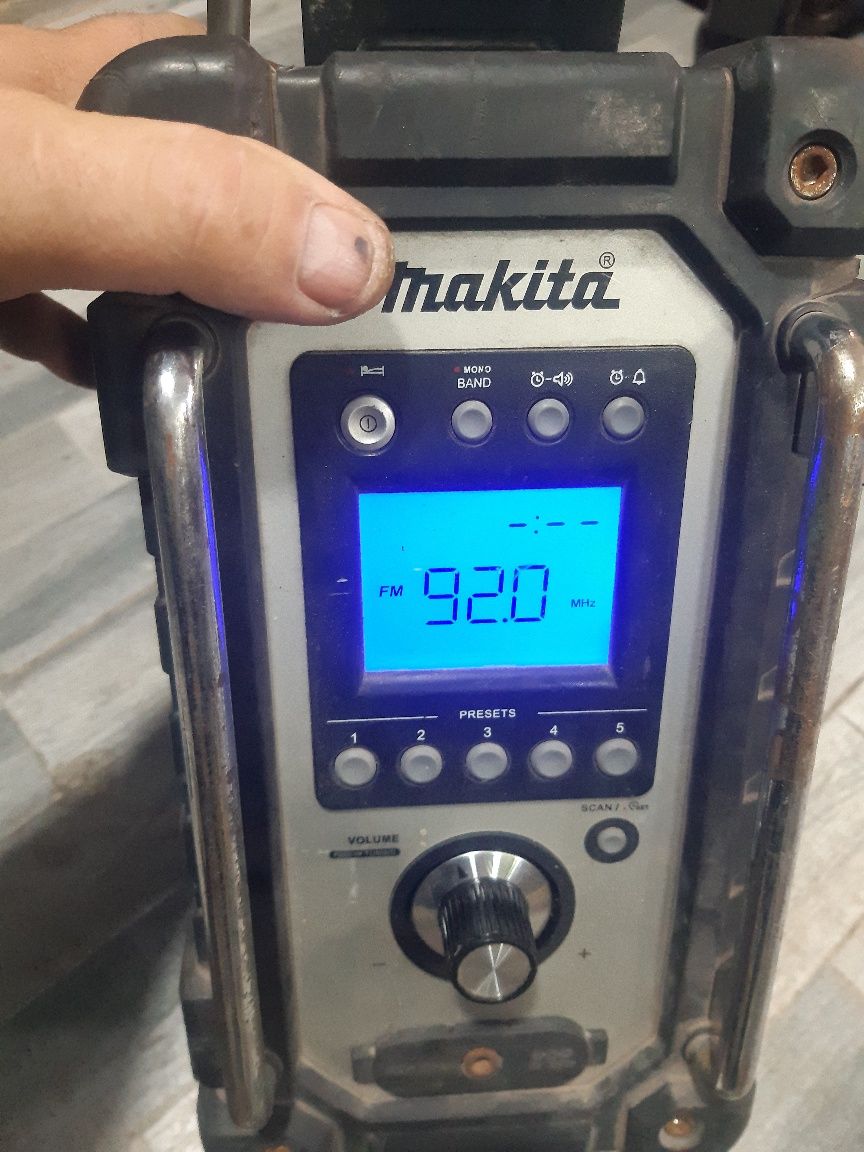 makita®
MONO
BAND
-:--
FM 92.0 MHz
PRESETS
1 2 3 4 5
SCAN /
VOLUME
- +